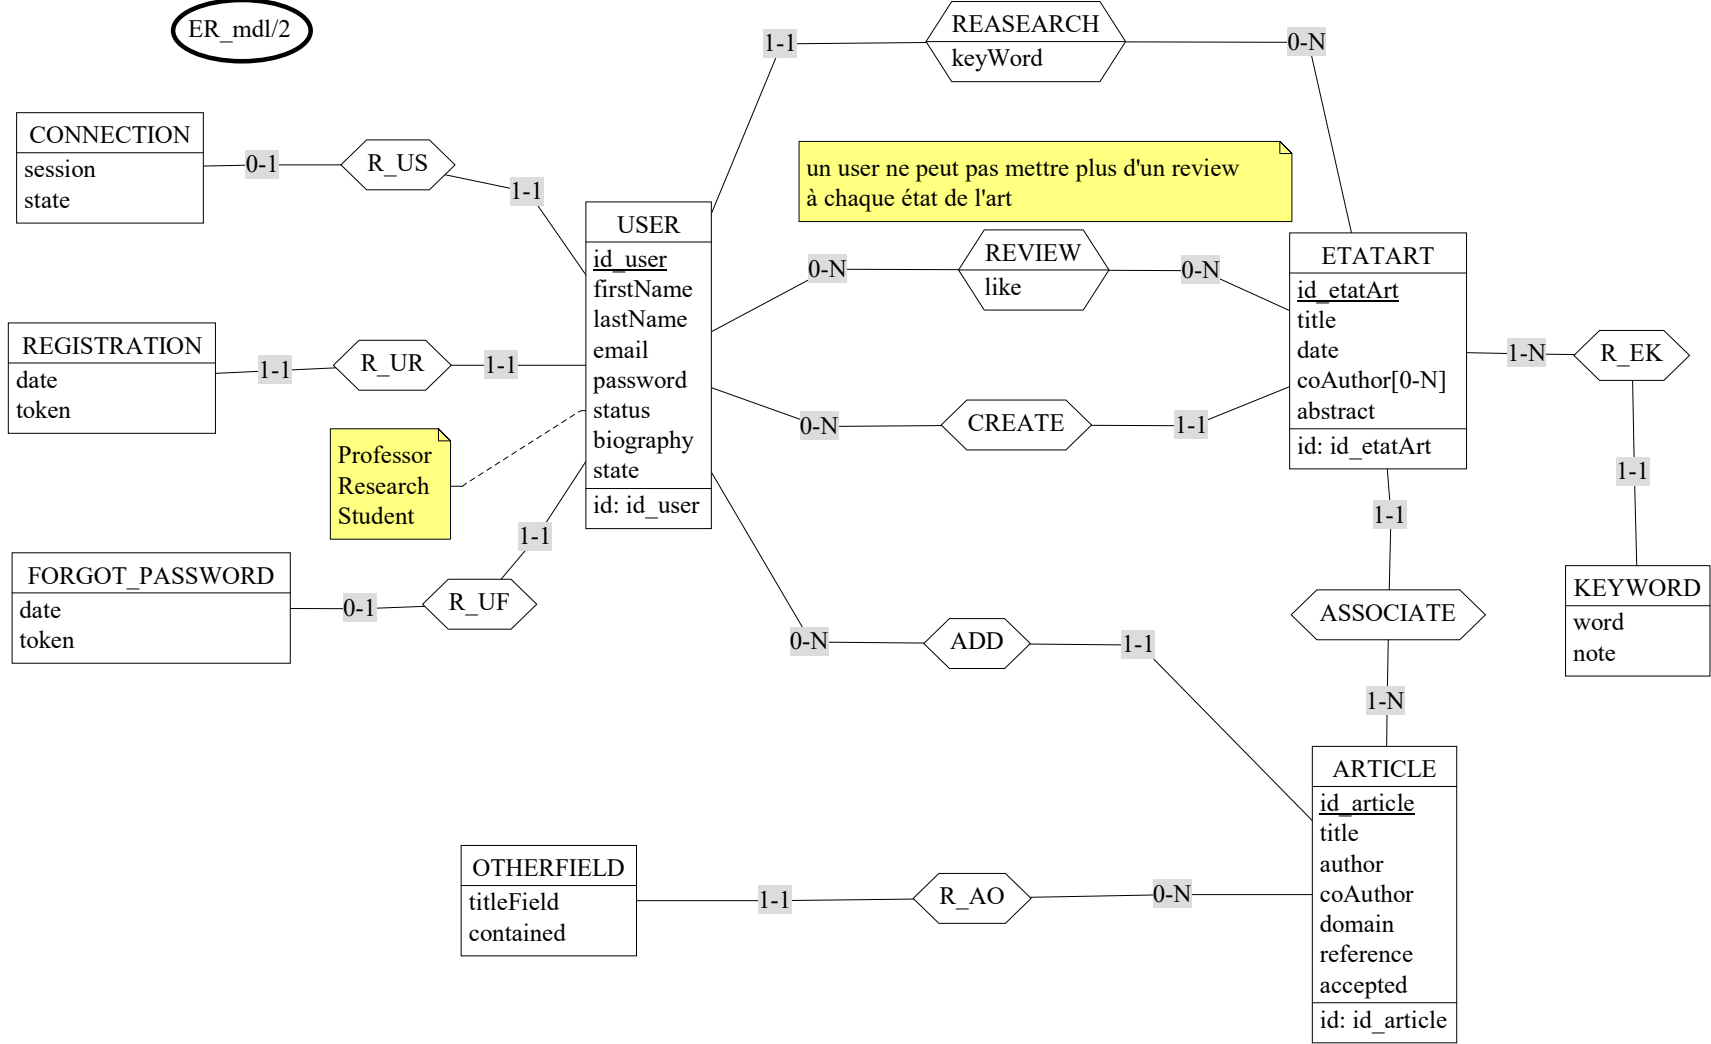 ER_mdl/2
REASEARCH
keyWord
1-1
0-N
CONNECTION
session
state
0-1
R_US
1-1
un user ne peut pas mettre plus d'un review
à chaque état de l'art
USER
id_user
firstName
lastName
email
password
status
biography
state
id: id_user
0-N
REVIEW
like
0-N
ETATART
id_etatArt
title
date
coAuthor[0-N]
abstract
id: id_etatArt
1-N
R_EK
REGISTRATION
date
token
1-1
R_UR
1-1
0-N
CREATE
1-1
Professor
Research
Student
1-1
1-1
1-1
FORGOT_PASSWORD
date
token
0-1
R_UF
ASSOCIATE
KEYWORD
word
note
0-N
ADD
1-1
1-N
ARTICLE
id_article
title
author
coAuthor
domain
reference
accepted
id: id_article
OTHERFIELD
titleField
contained
1-1
R_AO
0-N